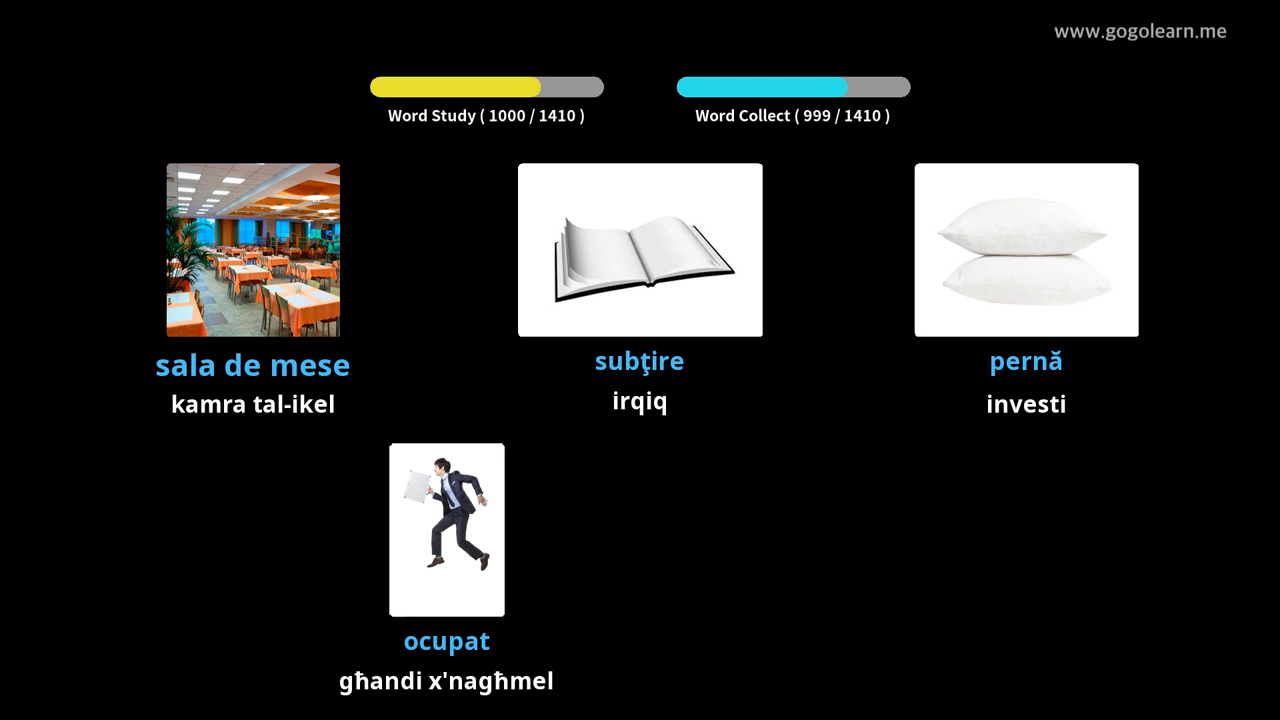 www.gogolearn.me
Word Study ( 1000 / 1410 )
Word Collect ( 999 / 1410 )
sala de mese
kamra tal-ikel
subţire
irqiq
pernă
investi
ocupat
għandi x'nagħmel